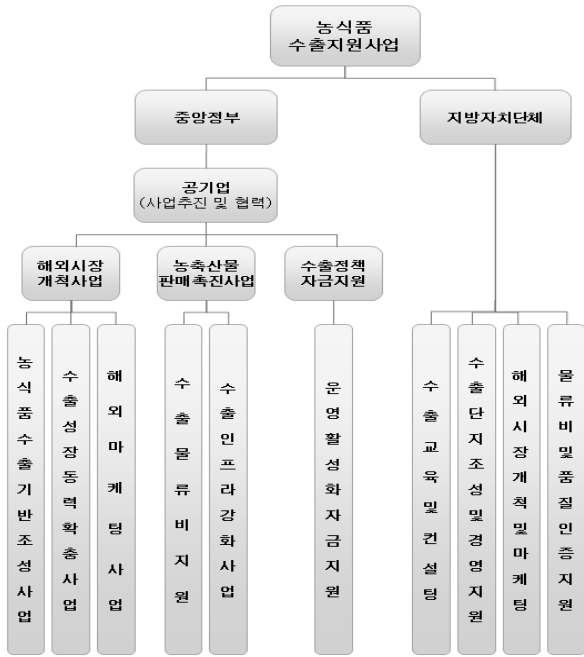 농식품
수출지원사업
중앙정부
지방자치단체
공기업
(사업추진 및 협력)
해외시장
개척사업
농축산물
판매촉진사업
수출정책
자금지원
농식품수출기반조성사업
수출성장동력확충사업
해외마케팅사업
수출물류비지원
수출인프라강화사업
운영활성화자금지원
수출교육및컨설팅
수출단지조성및경영지원
해외시장개척및마케팅
물류비및품질인증지원